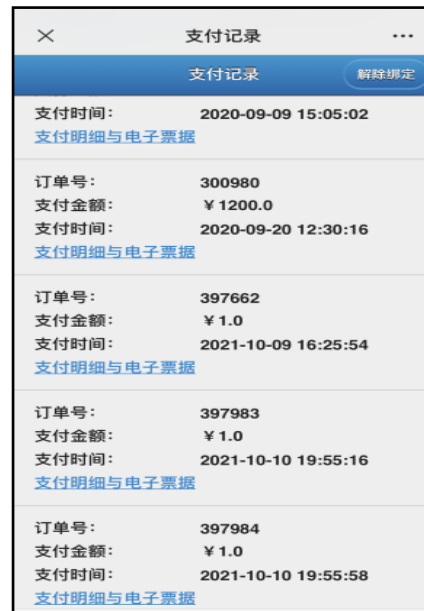 支付记录
支付记录 解除绑定
支付时间： 2020-09-09 15:05:02
支付明细与电子票据
订单号： 300980
支付金额： ￥1200.0
支付时间： 2020-09-20 12:30:16
支付明细与电子票据
订单号： 397662
支付金额： ￥1.0
支付时间： 2021-10-09 16:25:54
支付明细与电子票据
订单号： 397983
支付金额： ￥1.0
支付时间： 2021-10-10 19:55:16
支付明细与电子票据
订单号： 397984
支付金额： ￥1.0
支付时间： 2021-10-10 19:55:58
支付明细与电子票据